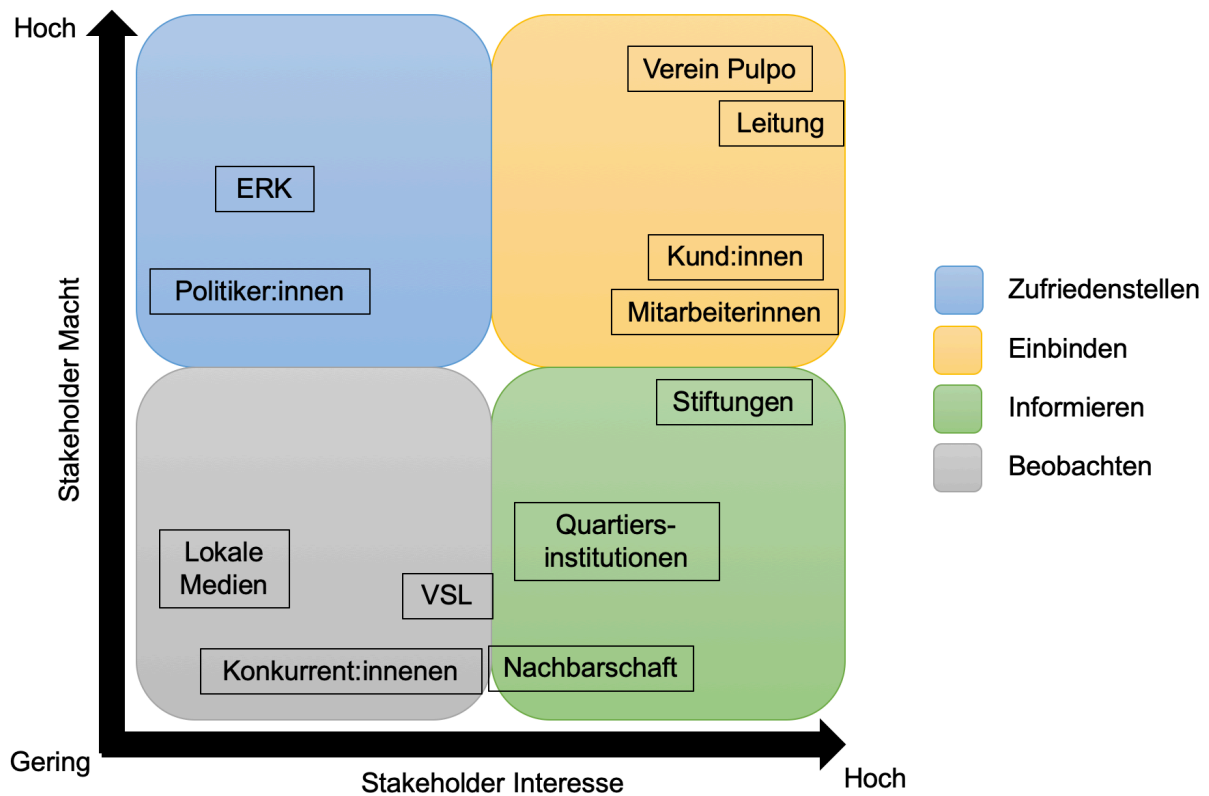 Hoch
Verein Pulpo
Leitung
ERK
Kund:innen
Politiker:innen
Mitarbeiterinnen
Stakeholder Macht
Stiftungen
Quartiers-
institutionen
Lokale
Medien
VSL
Konkurrent:innenen
Nachbarschaft
Gering
Stakeholder Interesse
Hoch
Zufriedenstellen
Einbinden
Informieren
Beobachten